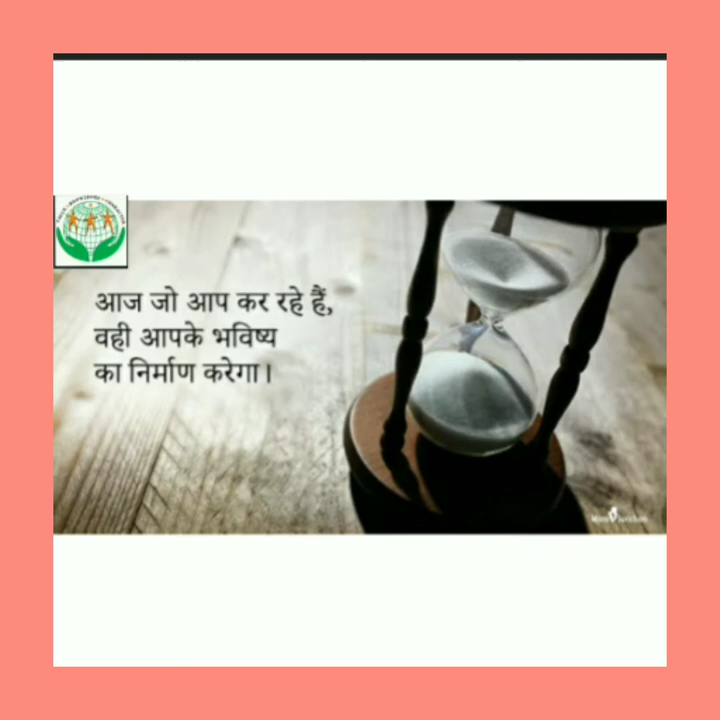 आज जो आप कर रहे हैं,
वही आपके भविष्य
का निर्माण करेगा।